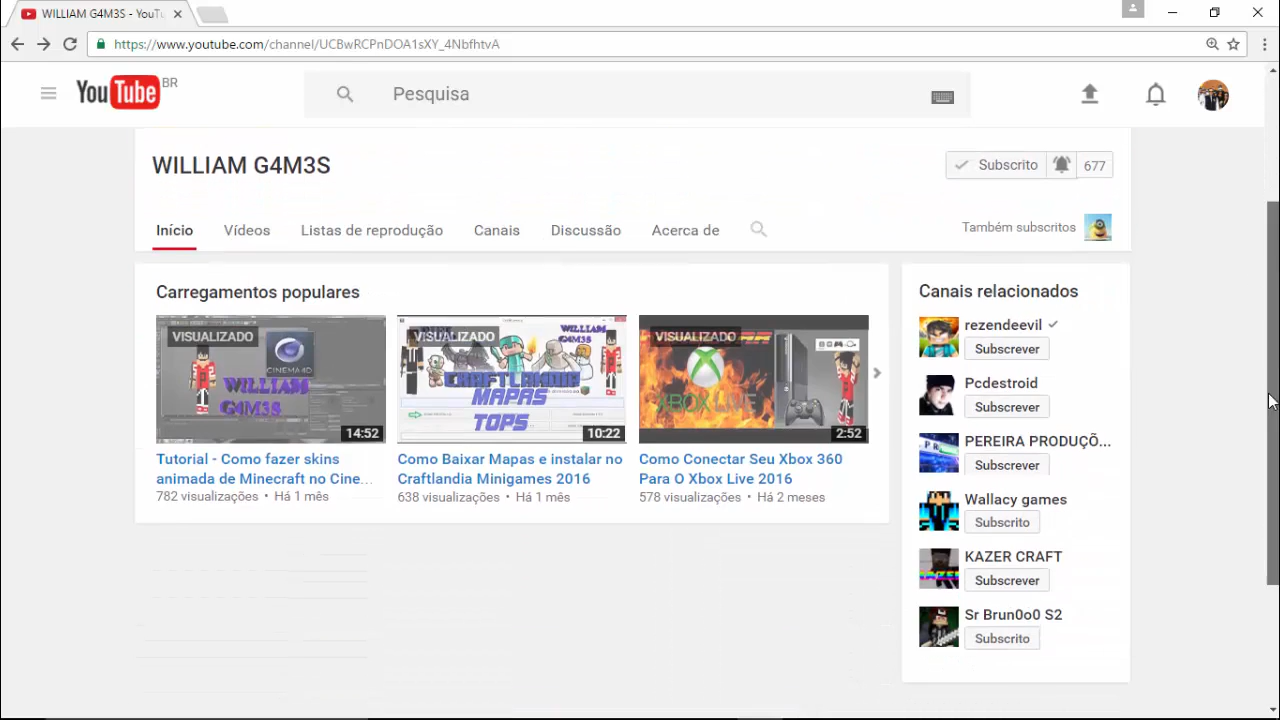 WILLIAM G4M3S - YouTu
https://www.youtube.com/channel/UCBwRCPnDOA1sXY_4NbfhtvA
YouTube BR
Pesquisa
WILLIAM G4M3S
Subscrito 677
Início Vídeos Listas de reprodução Canais Discussão Acerca de
Também subscritos
Carregamentos populares
VISUALIZADO
CINEMA4D
WILLIAM
G4M3S
14:52
VISUALIZADO
WILLIAM
G4M3S
CRAFTLANDIA
MAPAS
TOPS
10:22
VISUALIZADO
XBOX LIVE
2:52
Tutorial - Como fazer skins
animada de Minecraft no Cine...
782 visualizações • Há 1 mês
Como Baixar Mapas e instalar no
Craftlandia Minigames 2016
638 visualizações • Há 1 mês
Como Conectar Seu Xbox 360
Para O Xbox Live 2016
578 visualizações • Há 2 meses
Canais relacionados
rezendeevil
Subscrever
Pcdestroid
Subscrever
PEREIRA PRODUÇÕ...
Subscrever
Wallacy games
Subscrito
KAZER CRAFT
Subscrever
Sr Brun0o0 S2
Subscrito